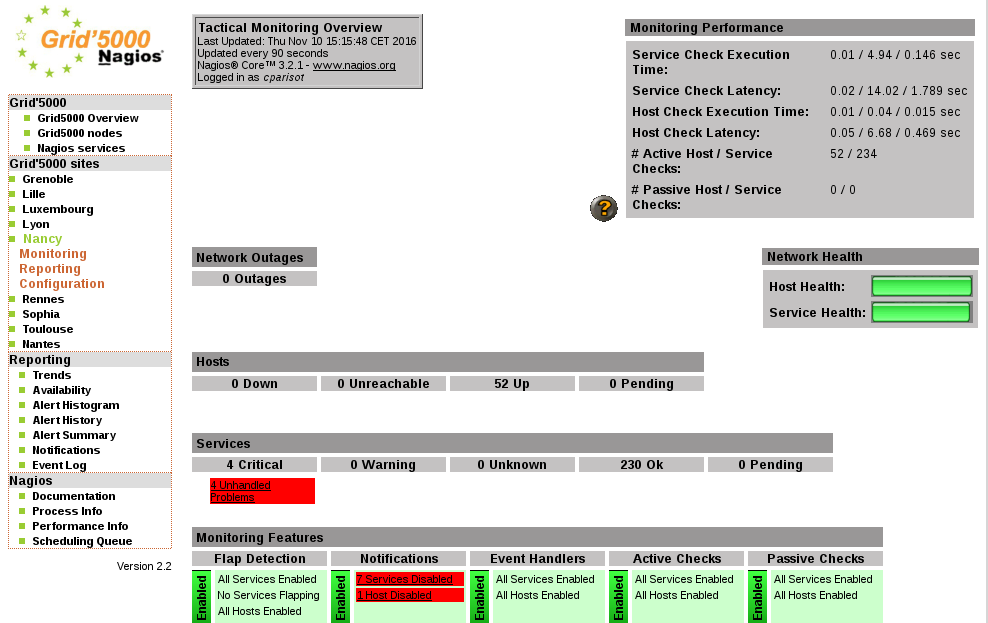 Grid'5000
Nagios
Grid'5000
Grid5000 Overview
Grid5000 nodes
Nagios services
Grid'5000 sites
Grenoble
Lille
Luxembourg
Lyon
Nancy
Monitoring
Reporting
Configuration
Rennes
Sophia
Toulouse
Nantes
Reporting
Trends
Availability
Alert Histogram
Alert History
Alert Summary
Notifications
Event Log
Nagios
Documentation
Process Info
Performance Info
Scheduling Queue
Version 2.2
Tactical Monitoring Overview
Last Updated: Thu Nov 10 15:15:48 CET 2016
Updated every 90 seconds
Nagios® Core™ 3.2.1 - www.nagios.org
Logged in as cparisot
Monitoring Performance
Service Check Execution
Time:
0.01 / 4.94 / 0.146 sec
Service Check Latency: 0.02 / 14.02 / 1.789 sec
Host Check Execution Time: 0.01 / 0.04 / 0.015 sec
Host Check Latency: 0.05 / 6.68 / 0.469 sec
# Active Host / Service
Checks:
52 / 234
# Passive Host / Service
Checks:
0 / 0
?
Network Outages
0 Outages
Network Health
Host Health:
Service Health:
Hosts
0 Down 0 Unreachable 52 Up 0 Pending
Services
4 Critical 0 Warning 0 Unknown 230 Ok 0 Pending
4 Unhandled
Problems
Monitoring Features
Flap Detection Notifications Event Handlers Active Checks Passive Checks
Enabled
All Services Enabled
No Services Flapping
All Hosts Enabled
Enabled
7 Services Disabled
1 Host Disabled
Enabled
All Services Enabled
All Hosts Enabled
Enabled
All Services Enabled
All Hosts Enabled
Enabled
All Services Enabled
All Hosts Enabled